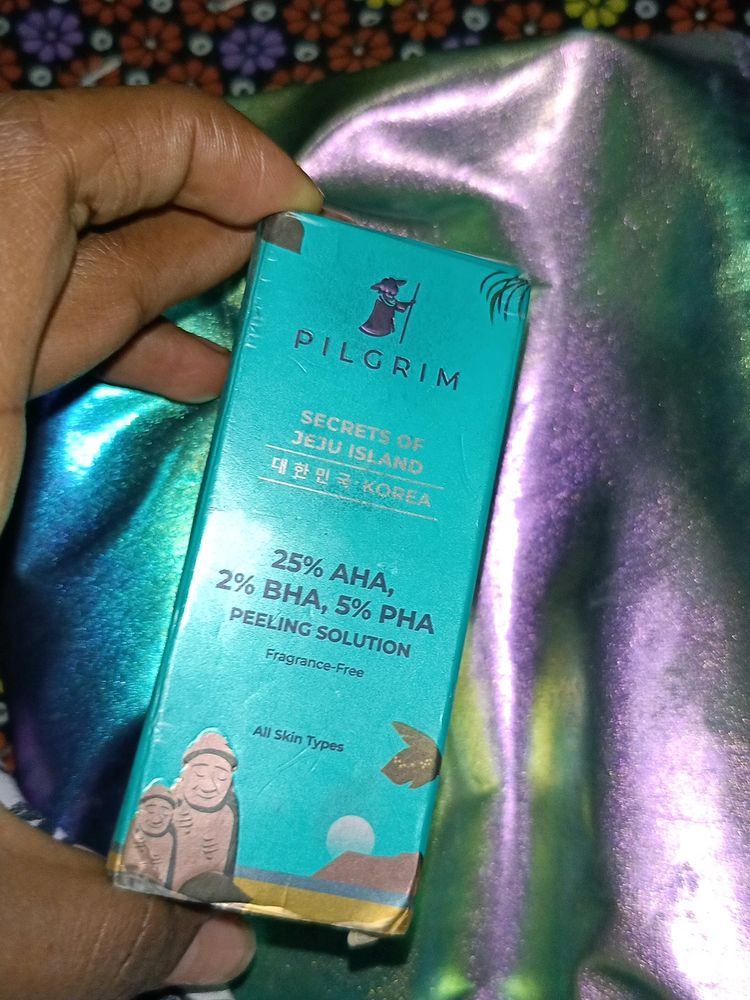 PILGRIM
SECRETS OF
JEJU ISLAND
대한민국·KOREA
25% AHA,
2% BHA, 5% PHA
PEELING SOLUTION
Fragrance-Free
All Skin Types